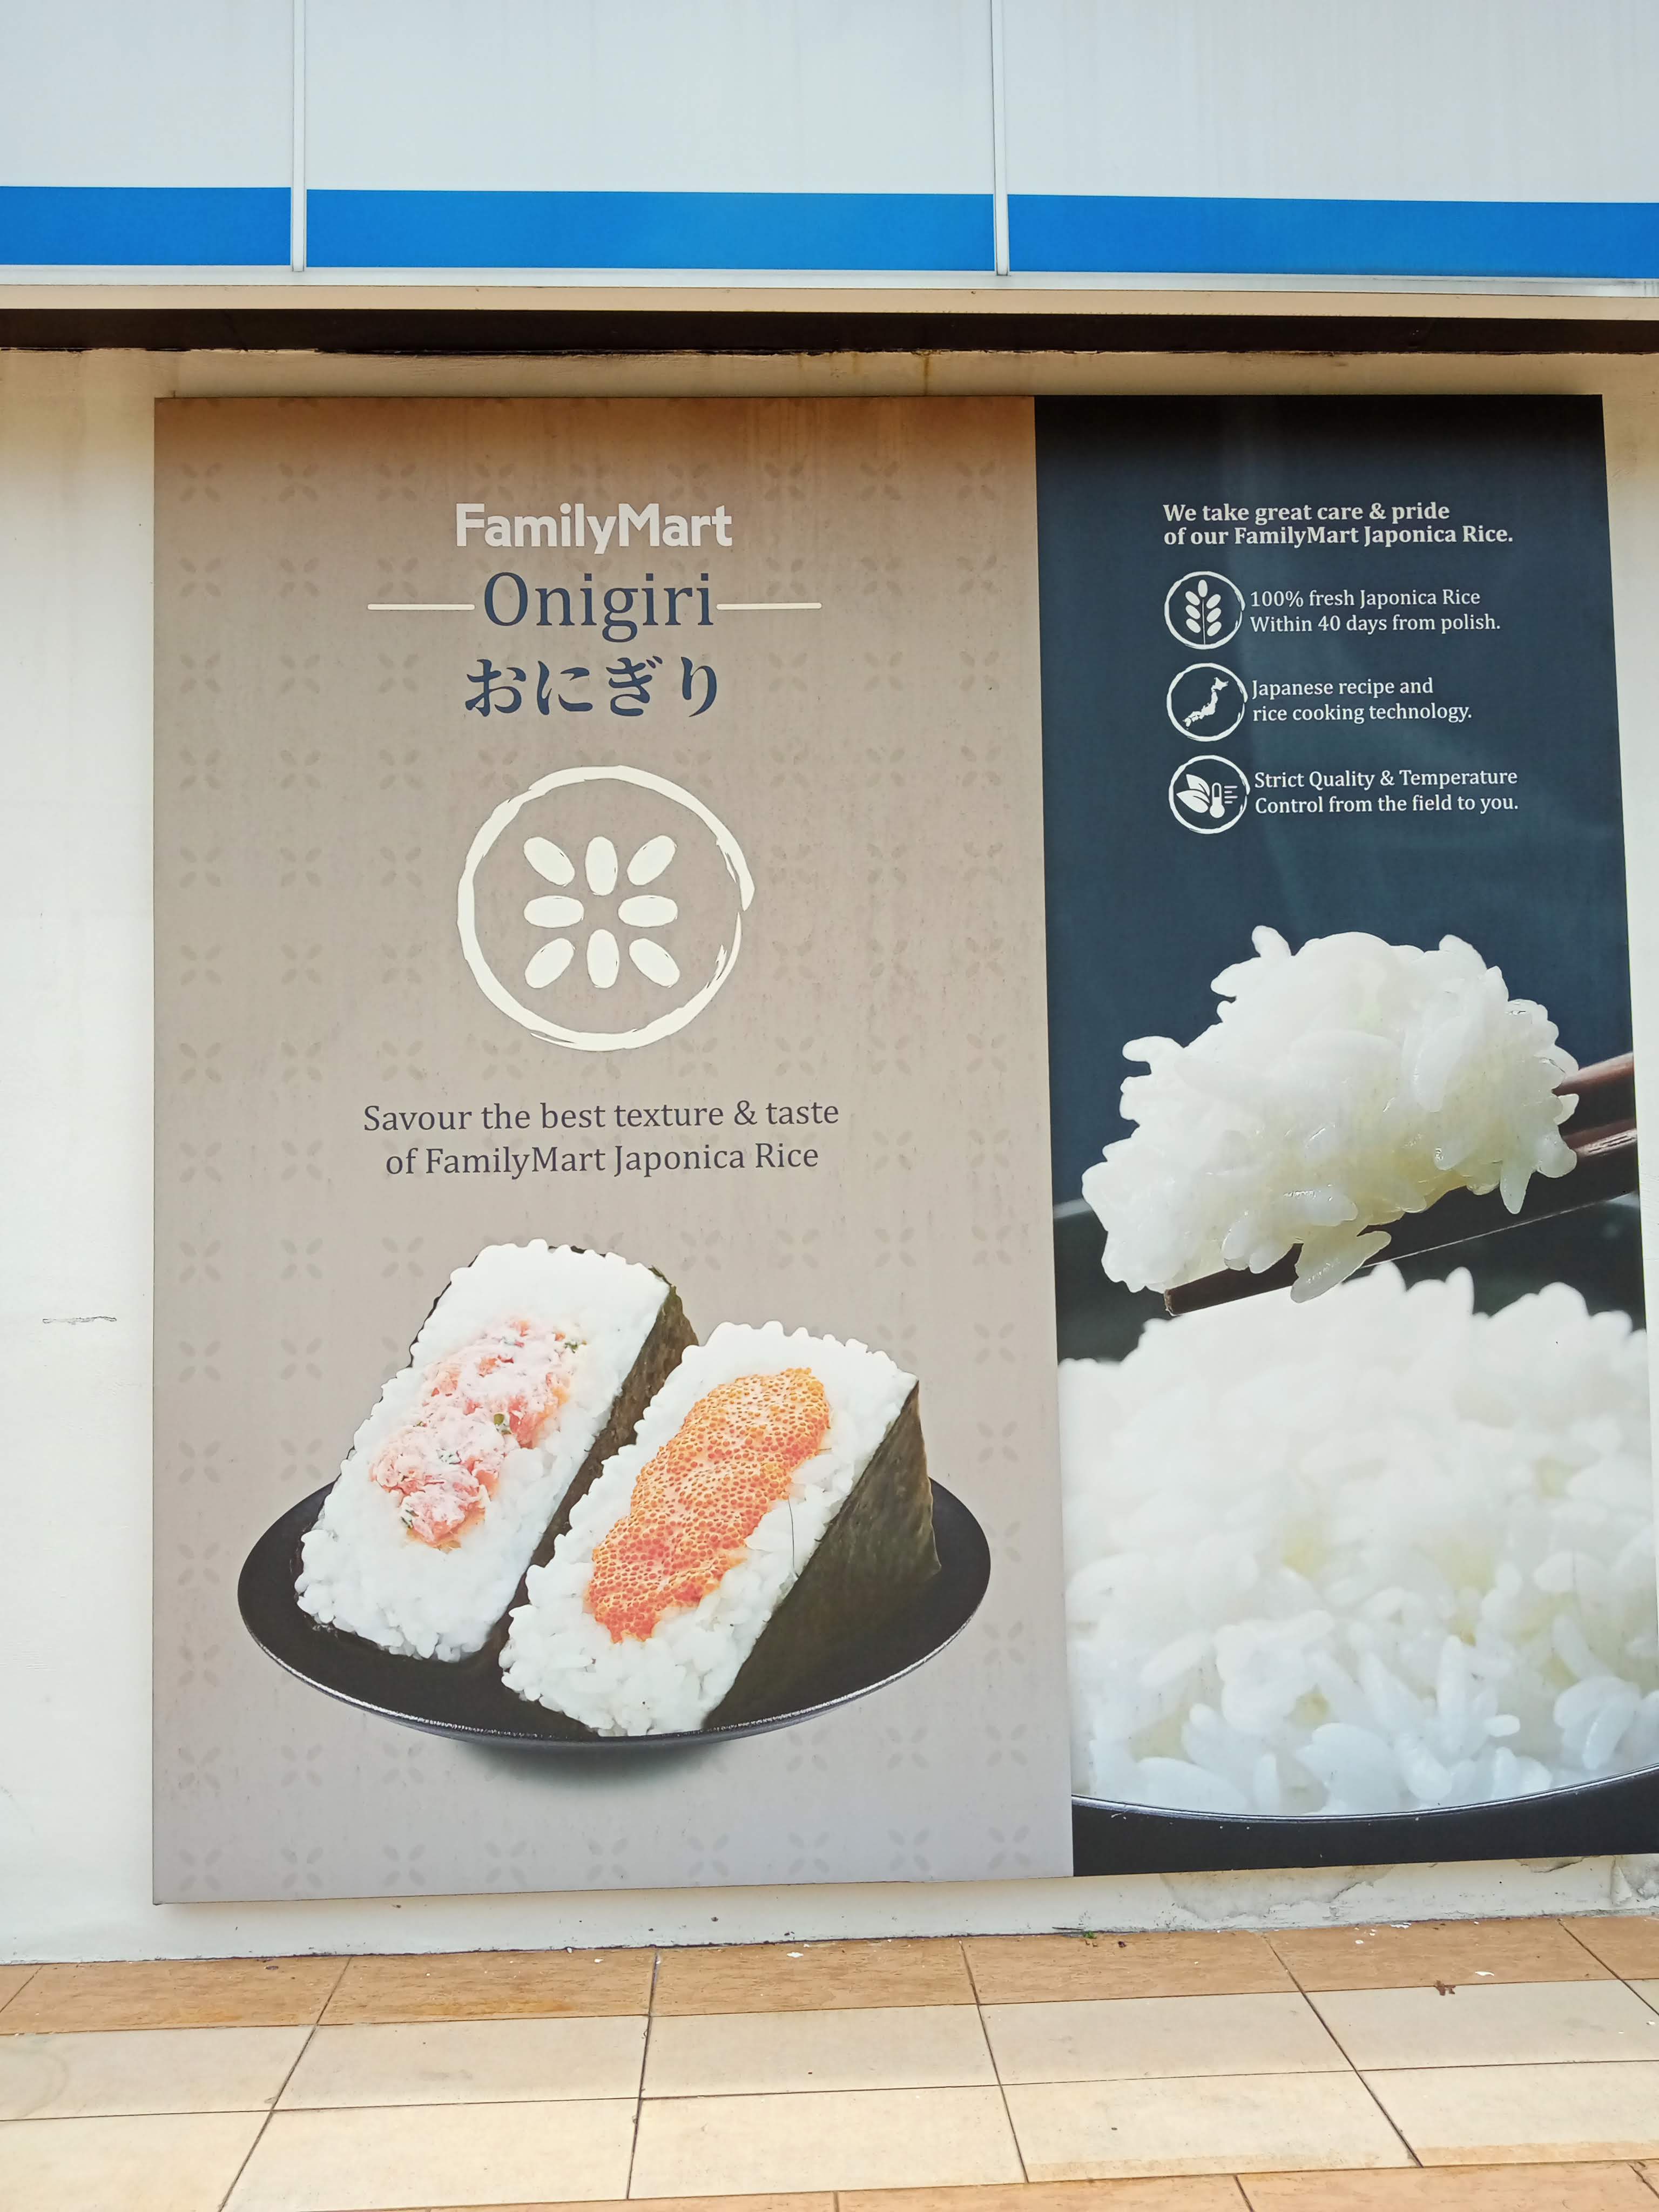 FamilyMart
Onigiri
おにぎり
Savour the best texture & taste
of FamilyMart Japonica Rice
We take great care & pride
of our FamilyMart Japonica Rice.
100% fresh Japonica Rice
Within 40 days from polish.
Japanese recipe and
rice cooking technology.
Strict Quality & Temperature
Control from the field to you.